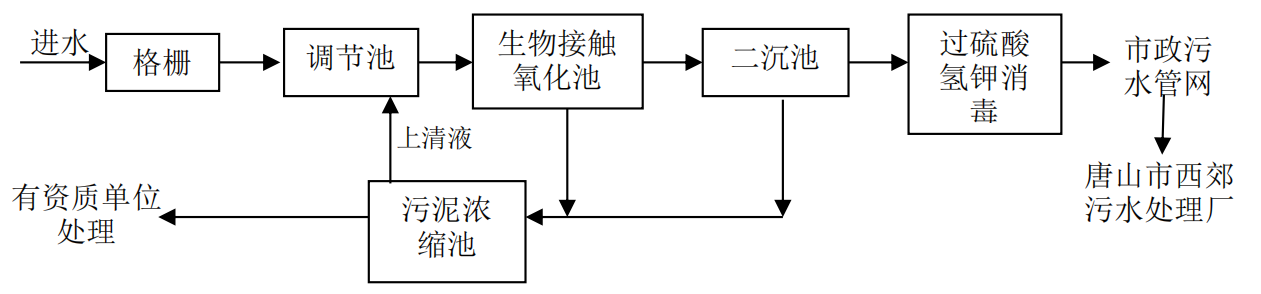 进水
格栅
调节池
生物接触
氧化池
二沉池
过硫酸
氢钾消
毒
市政污
水管网
上清液
有资质单位
处理
污泥浓
缩池
唐山市西郊
污水处理厂